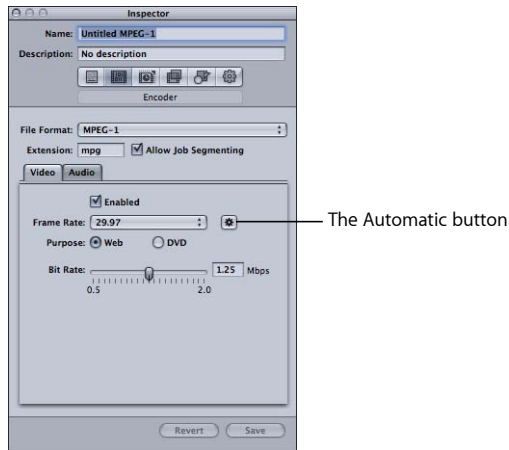 Inspector
Name: Untitled MPEG-1
Description: No description
Encoder
File Format: MPEG-1
Extension: mpg Allow Job Segmenting
Video Audio
Enabled
Frame Rate: 29.97
The Automatic button
Purpose: Web DVD
Bit Rate: 1.25 Mbps
0.5 2.0
Revert Save